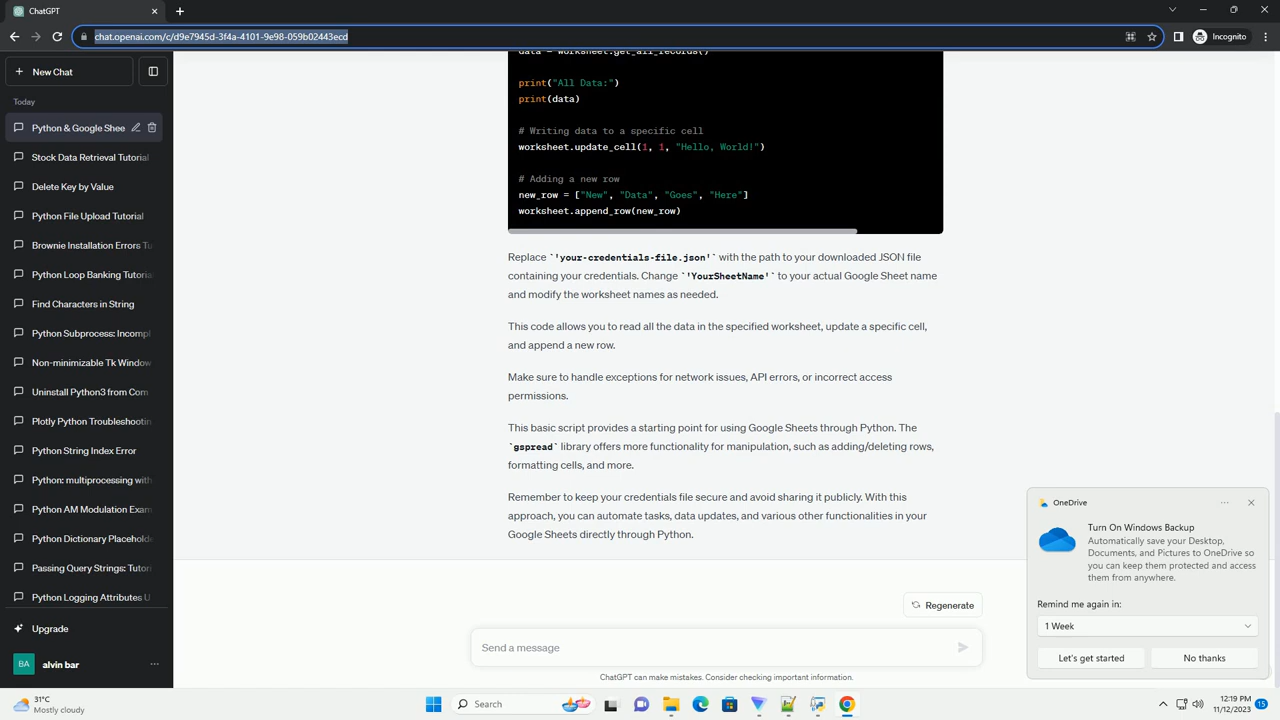 ChatGPT
chat.openai.com/c/d9e7945d-3f4a-4101-9e98-059b02443ecd
Incognito
New Chat
Today
Python & Google Shee
Stock Data Retrieval Tutorial
Delete Key by Value
Python File Upload Tutorial
Brownie Installation Errors Tu
Python Loop Banking Tutorial
Find Characters in String
Python Subprocess: Incompl
Non-minimizable Tk Window
Uninstall Python3 from Conda
Plotly Python Troubleshootin
Python String Index Error
Python: multiprocessing with
Python AM Modulation Exam
Python Dictionary Placeholde
Passing Query Strings: Tutori
Python Logging Attributes U
Upgrade
BA
alvin bar
data = worksheet.get_all_records()
print("All Data:")
print(data)
# Writing data to a specific cell
worksheet.update_cell(1, 1, "Hello, World!")
# Adding a new row
new_row = ["New", "Data", "Goes", "Here"]
worksheet.append_row(new_row)
Replace `'your-credentials-file.json'` with the path to your downloaded JSON file
containing your credentials. Change `'YourSheetName'` to your actual Google Sheet name
and modify the worksheet names as needed.
This code allows you to read all the data in the specified worksheet, update a specific cell,
and append a new row.
Make sure to handle exceptions for network issues, API errors, or incorrect access
permissions.
This basic script provides a starting point for using Google Sheets through Python. The
`gspread` library offers more functionality for manipulation, such as adding/deleting rows,
formatting cells, and more.
Remember to keep your credentials file secure and avoid sharing it publicly. With this
approach, you can automate tasks, data updates, and various other functionalities in your
Google Sheets directly through Python.
Regenerate
Send a message
ChatGPT can make mistakes. Consider checking important information.
OneDrive
Turn On Windows Backup
Automatically save your Desktop,
Documents, and Pictures to OneDrive so
you can keep them protected and access
them from anywhere.
Remind me again in:
1 Week
Let's get started
No thanks
31°C
Mostly cloudy
Search
12:19 PM
11/12/2023
15